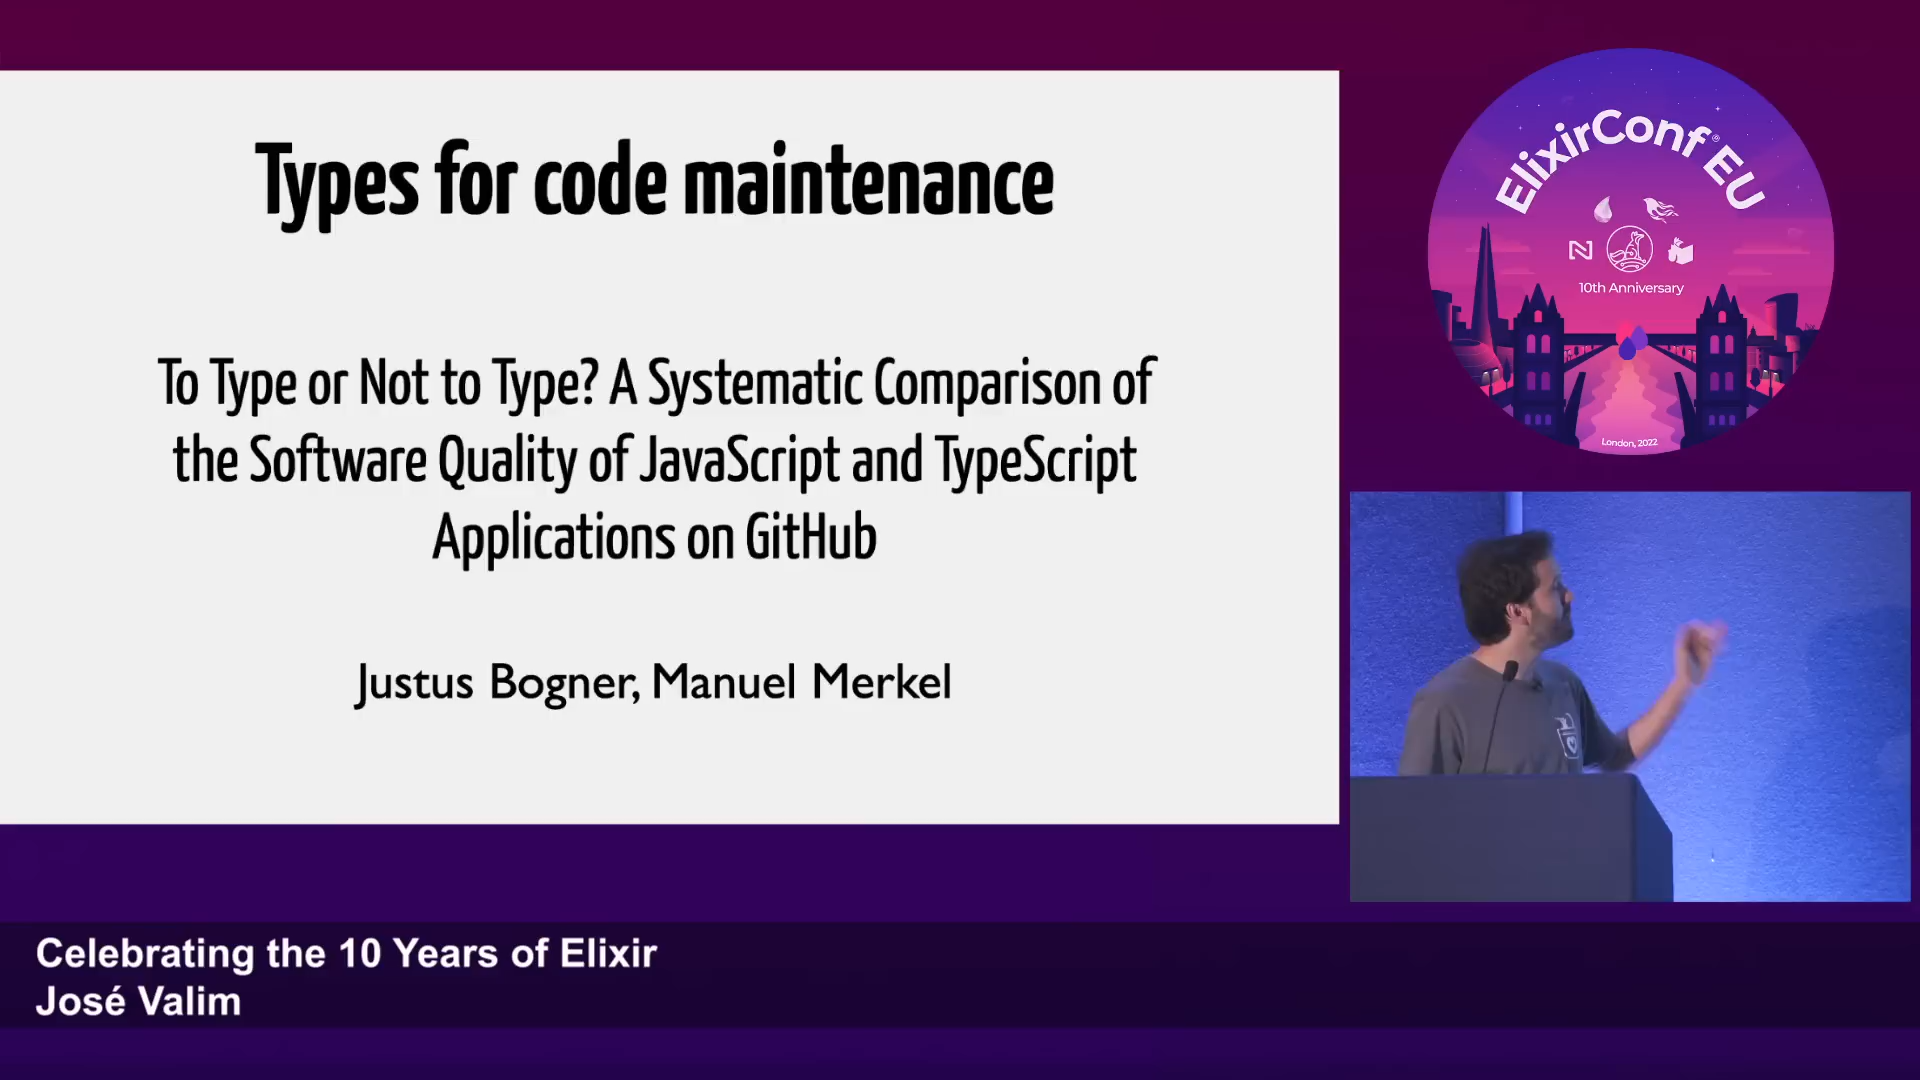 Types for code maintenance
To Type or Not to Type? A Systematic Comparison of
the Software Quality of JavaScript and TypeScript
Applications on GitHub
Justus Bogner, Manuel Merkel
ElixirConf® EU
10th Anniversary
London, 2022
Celebrating the 10 Years of Elixir
José Valim